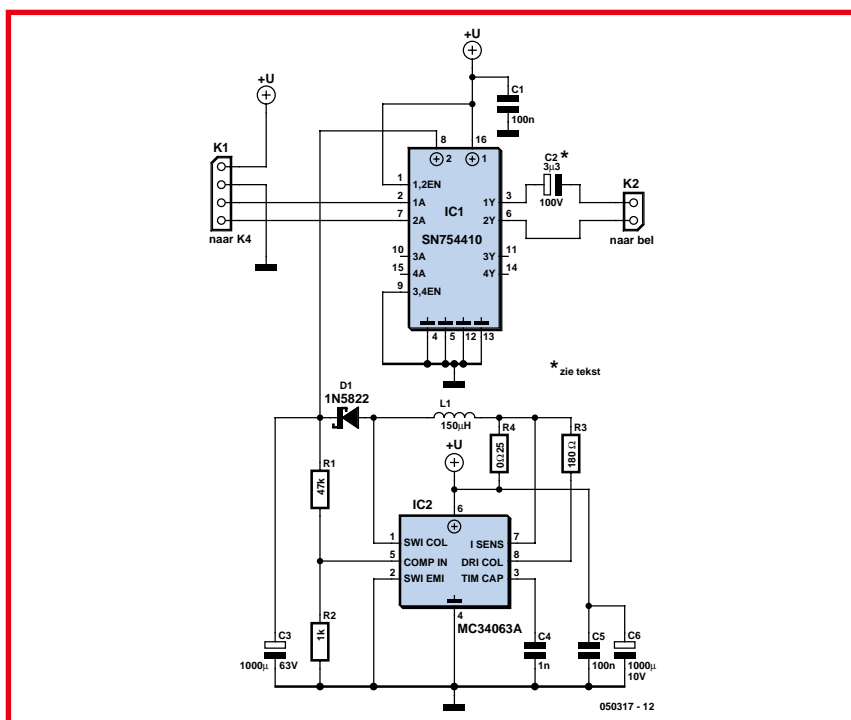 +U
+U
C1
100n
K1
8
16
2
1
C2 *
3µ3
100V
K2
1
1,2EN
2
1A
IC1
1Y
3
7
2A
2Y
6
SN754410
naar K4
10
3A
3Y
11
naar bel
15
4A
4Y
14
9
3,4EN
4
5
12
13
* zie tekst
D1
1N5822
L1
150µH
R4
0Ω25
R3
180Ω
+U
R1
47k
IC2
6
1
SWI COL
I SENS
7
5
COMP IN
DRI COL
8
2
SWI EMI
TIM CAP
3
4
MC34063A
R2
1k
C3
1000µ
63V
C4
1n
C5
100n
C6
1000µ
10V
050317 - 12